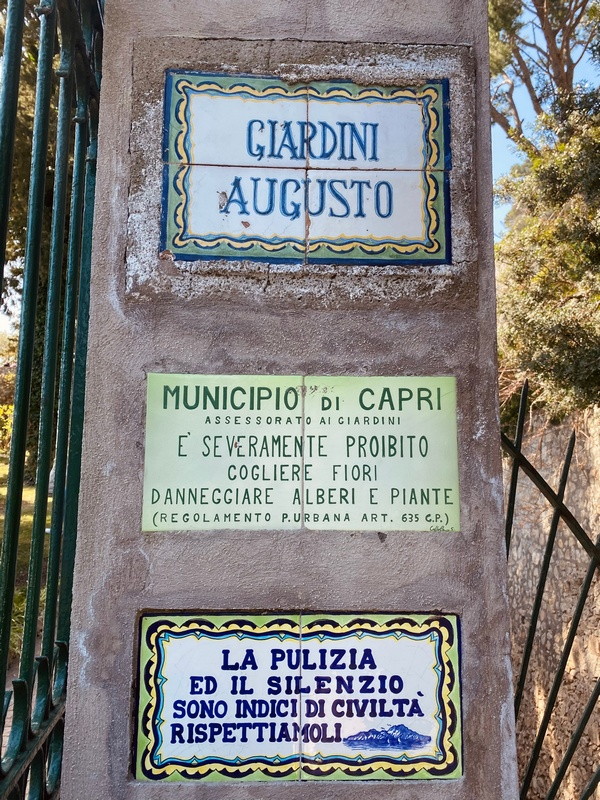 GIARDINI
AUGUSTO
MUNICIPIO DI CAPRI
ASSESSORATO AI GIARDINI
E' SEVERAMENTE PROIBITO
COGLIERE FIORI
DANNEGGIARE ALBERI E PIANTE
(REGOLAMENTO P. URBANA ART. 635 C.P.)
LA PULIZIA
ED IL SILENZIO
SONO INDICI DI CIVILTÀ
RISPETTIAMOLI...